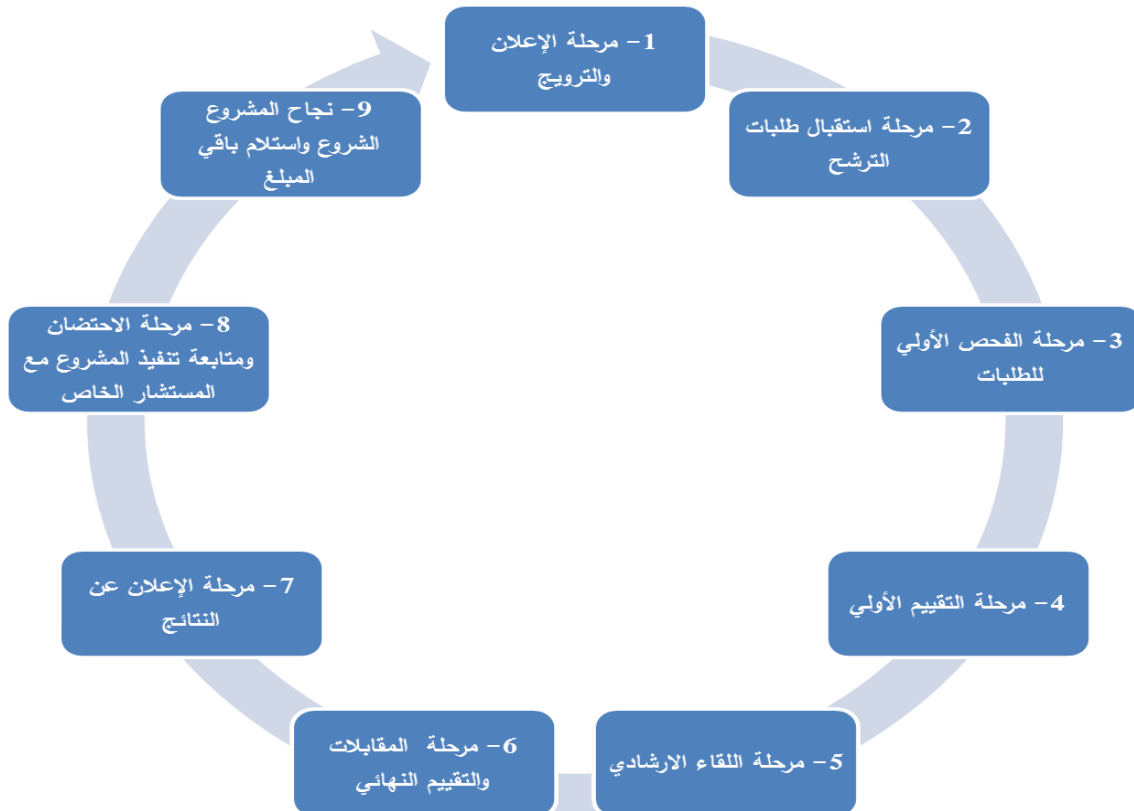 1- مرحلة الإعلان
والترويج
2- مرحلة استقبال طلبات
الترشح
3- مرحلة الفحص الأولي
للطلبات
4- مرحلة التقييم الأولي
5- مرحلة اللقاء الارشادي
6- مرحلة المقابلات
والتقييم النهائي
7- مرحلة الإعلان عن
النتائج
8- مرحلة الاحتضان
ومتابعة تنفيذ المشروع مع
المستشار الخاص
9- نجاح المشروع
الشروع واستلام باقي
المبلغ